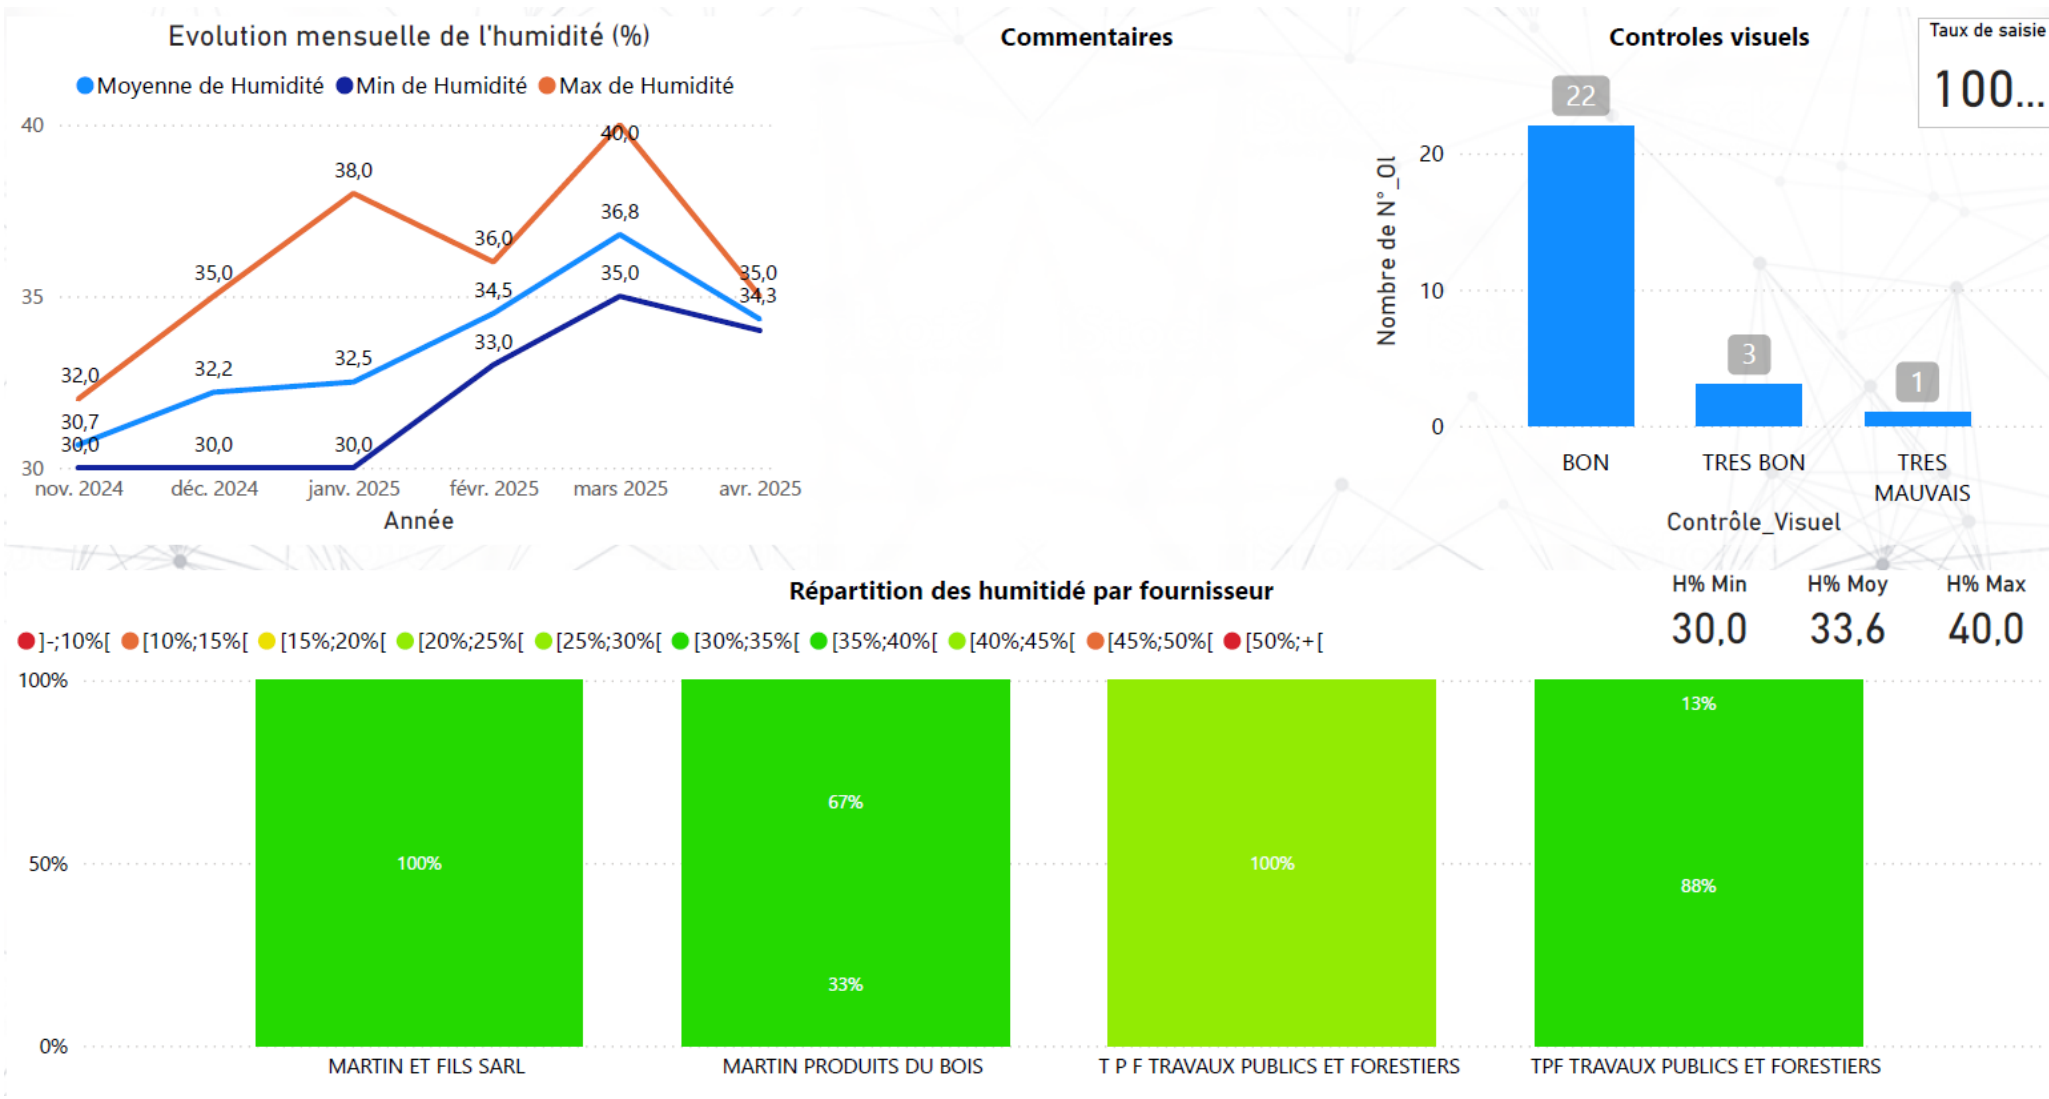 Evolution mensuelle de l'humidité (%)
Moyenne de Humidité Min de Humidité Max de Humidité
40
35
30
32,0
35,0
38,0
36,0
40,0
35,0
30,7
32,2
32,5
34,5
36,8
34,3
30,0
30,0
30,0
33,0
35,0
nov. 2024 déc. 2024 janv. 2025 févr. 2025 mars 2025 avr. 2025
Année
Commentaires
Controles visuels
Taux de saisie
100...
Nombre de N°_Ol
20
10
0
22
3
1
BON
TRES BON
TRES
MAUVAIS
Contrôle_Visuel
Répartition des humitidé par fournisseur
H% Min H% Moy H% Max
30,0 33,6 40,0
]-;10%[ [10%;15%[ [15%;20%[ [20%;25%[ [25%;30%[ [30%;35%[ [35%;40%[ [40%;45%[ [45%;50%[ [50%;+[
100%
50%
0%
100%
67%
33%
100%
13%
88%
MARTIN ET FILS SARL
MARTIN PRODUITS DU BOIS
T P F TRAVAUX PUBLICS ET FORESTIERS
TPF TRAVAUX PUBLICS ET FORESTIERS